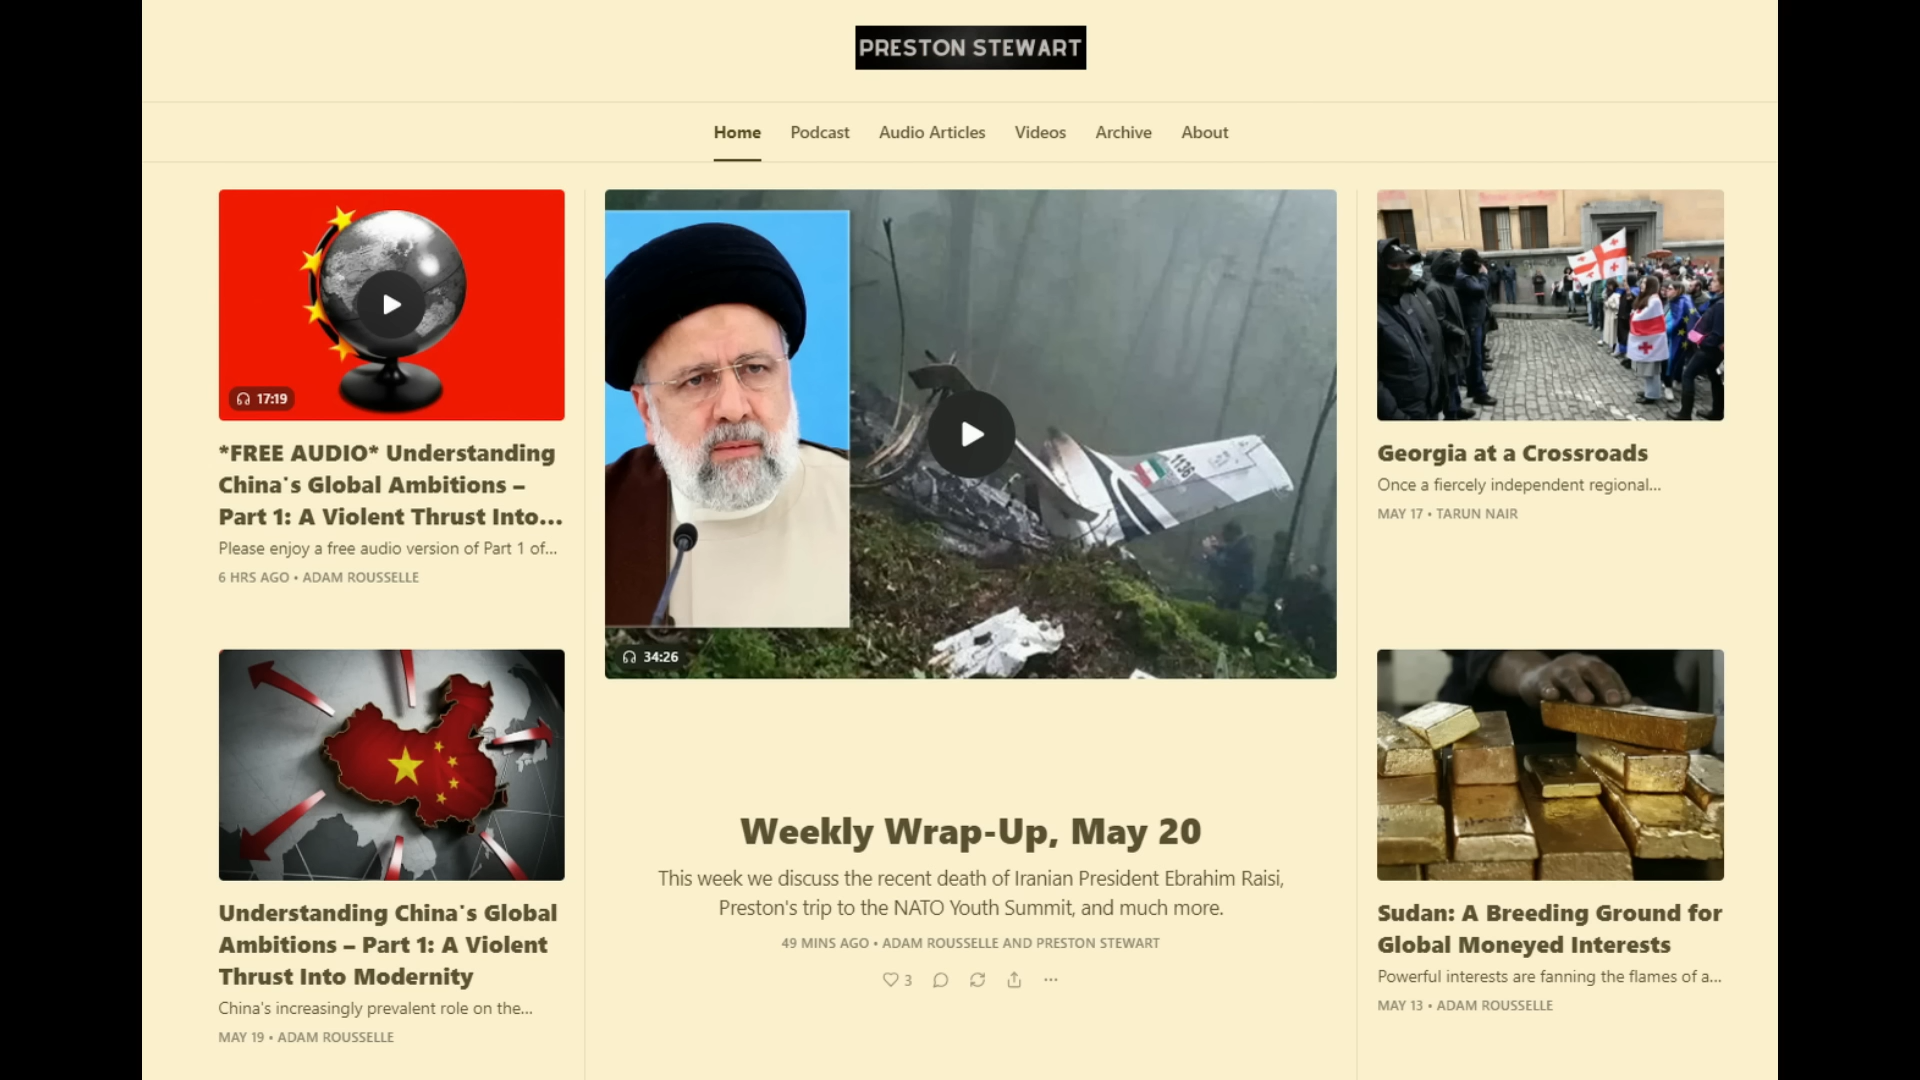 PRESTON STEWART
Home Podcast Audio Articles Videos Archive About
17:19
*FREE AUDIO* Understanding
China's Global Ambitions –
Part 1: A Violent Thrust Into...
Please enjoy a free audio version of Part 1 of...
6 HRS AGO • ADAM ROUSSELLE
Understanding China's Global
Ambitions – Part 1: A Violent
Thrust Into Modernity
China's increasingly prevalent role on the...
MAY 19 • ADAM ROUSSELLE
1136
34:26
Weekly Wrap-Up, May 20
This week we discuss the recent death of Iranian President Ebrahim Raisi,
Preston's trip to the NATO Youth Summit, and much more.
49 MINS AGO • ADAM ROUSSELLE AND PRESTON STEWART
3
Georgia at a Crossroads
Once a fiercely independent regional...
MAY 17 • TARUN NAIR
Sudan: A Breeding Ground for
Global Moneyed Interests
Powerful interests are fanning the flames of a...
MAY 13 • ADAM ROUSSELLE